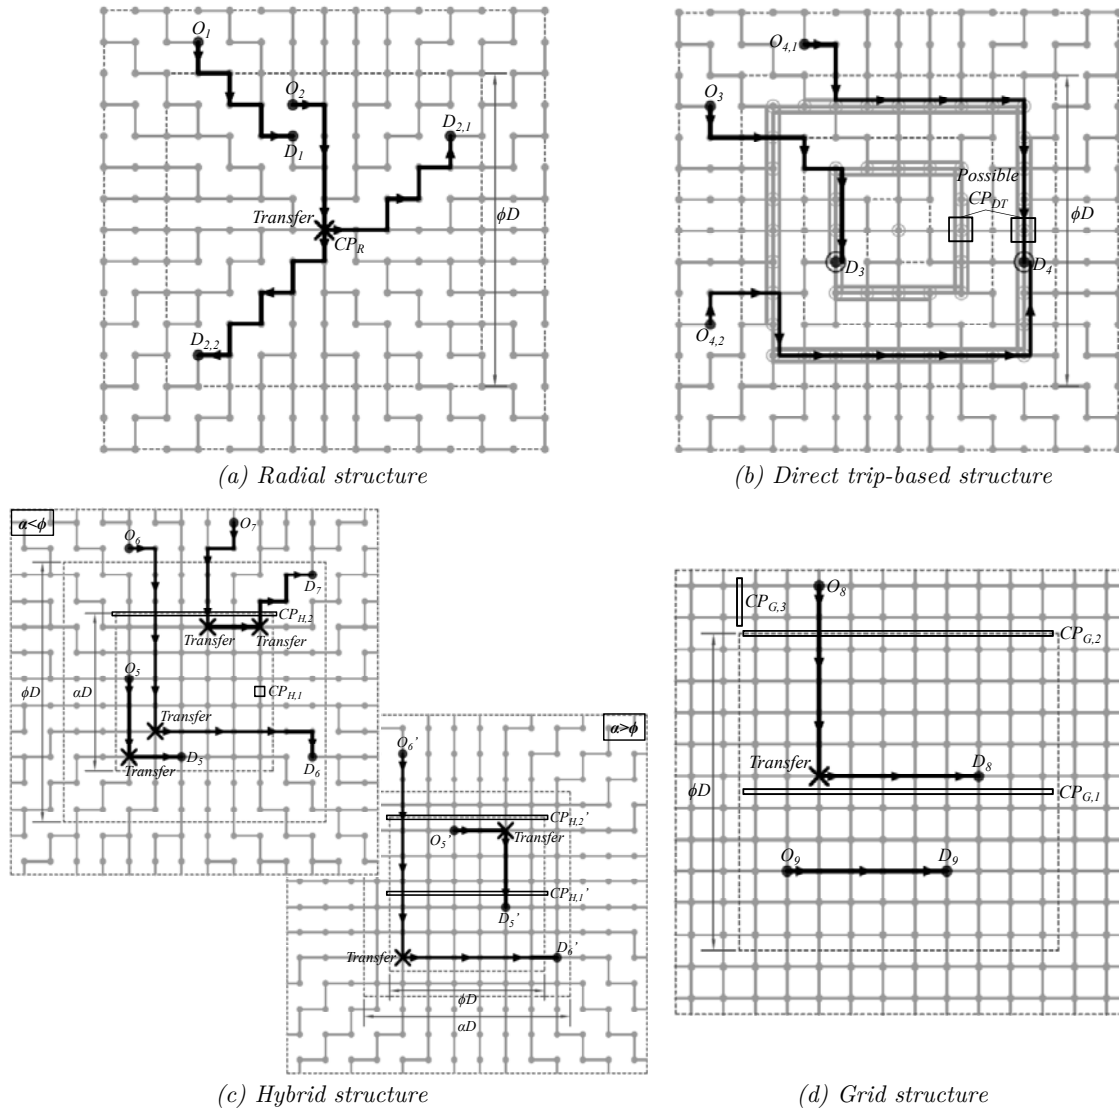 O1
O2
D1
D2,1
Transfer
CPR
ϕD
D2,2
(a) Radial structure
O4,1
O3
Possible
CPDT
ϕD
D3
D4
O4,2
(b) Direct trip-based structure
α<ϕ
O6
O7
D7
CPH,2
Transfer
Transfer
O5
ϕD
αD
CPH,1
Transfer
D5
Transfer
D6
α>ϕ
O6'
CPH,2'
O5'
Transfer
CPH,1'
D5'
Transfer
D6'
ϕD
αD
(c) Hybrid structure
O8
CPG,3
CPG,2
Transfer
D8
ϕD
CPG,1
O9
D9
(d) Grid structure